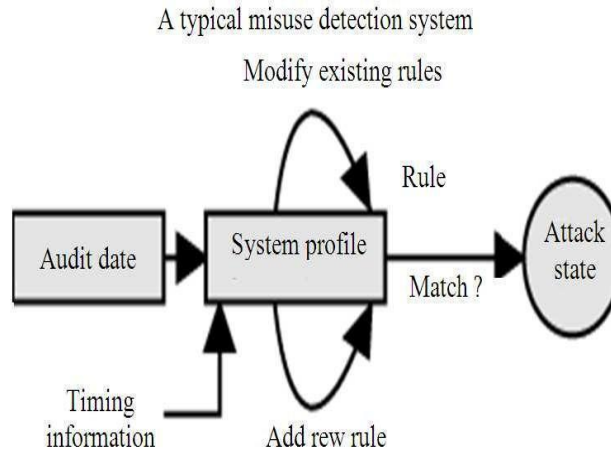 A typical misuse detection system
Modify existing rules
Rule
Audit date
System profile
Match ?
Attack
state
Timing
information
Add rew rule